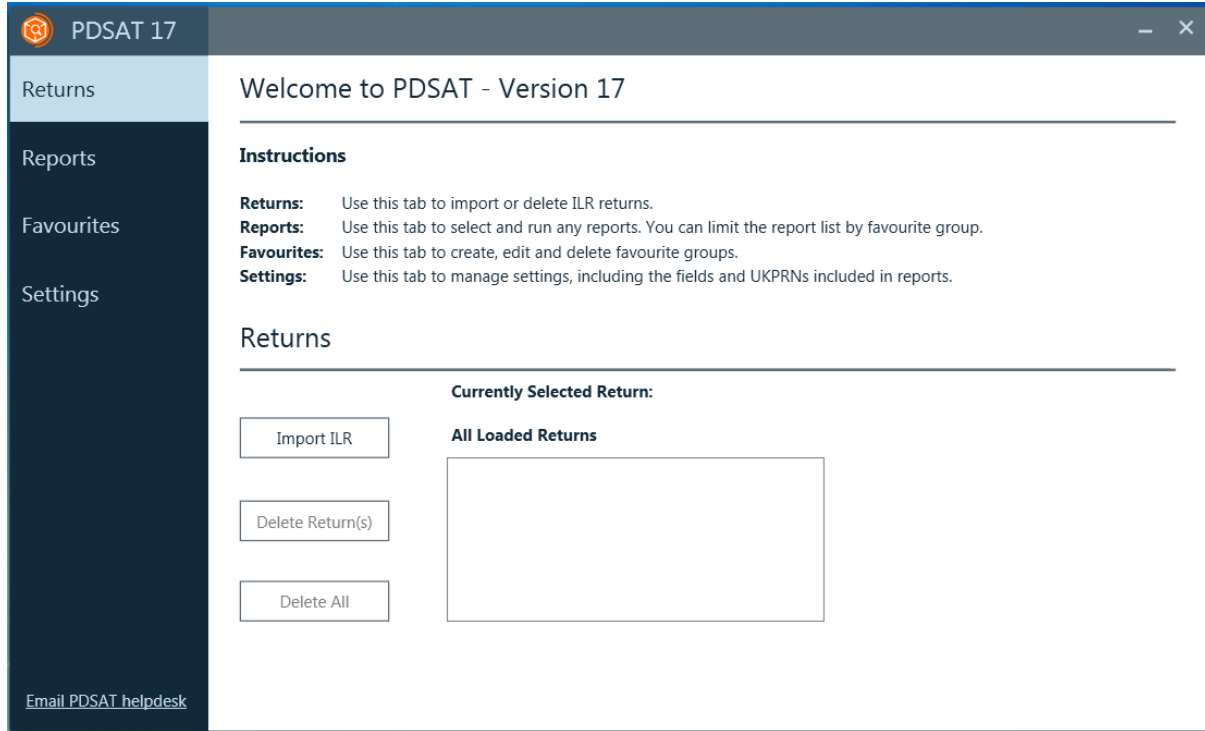 PDSAT 17
Returns
Reports
Favourites
Settings
Email PDSAT helpdesk
Welcome to PDSAT - Version 17
Instructions
Returns: Use this tab to import or delete ILR returns.
Reports: Use this tab to select and run any reports. You can limit the report list by favourite group.
Favourites: Use this tab to create, edit and delete favourite groups.
Settings: Use this tab to manage settings, including the fields and UKPRNs included in reports.
Returns
Currently Selected Return:
Import ILR
All Loaded Returns
Delete Return(s)
Delete All